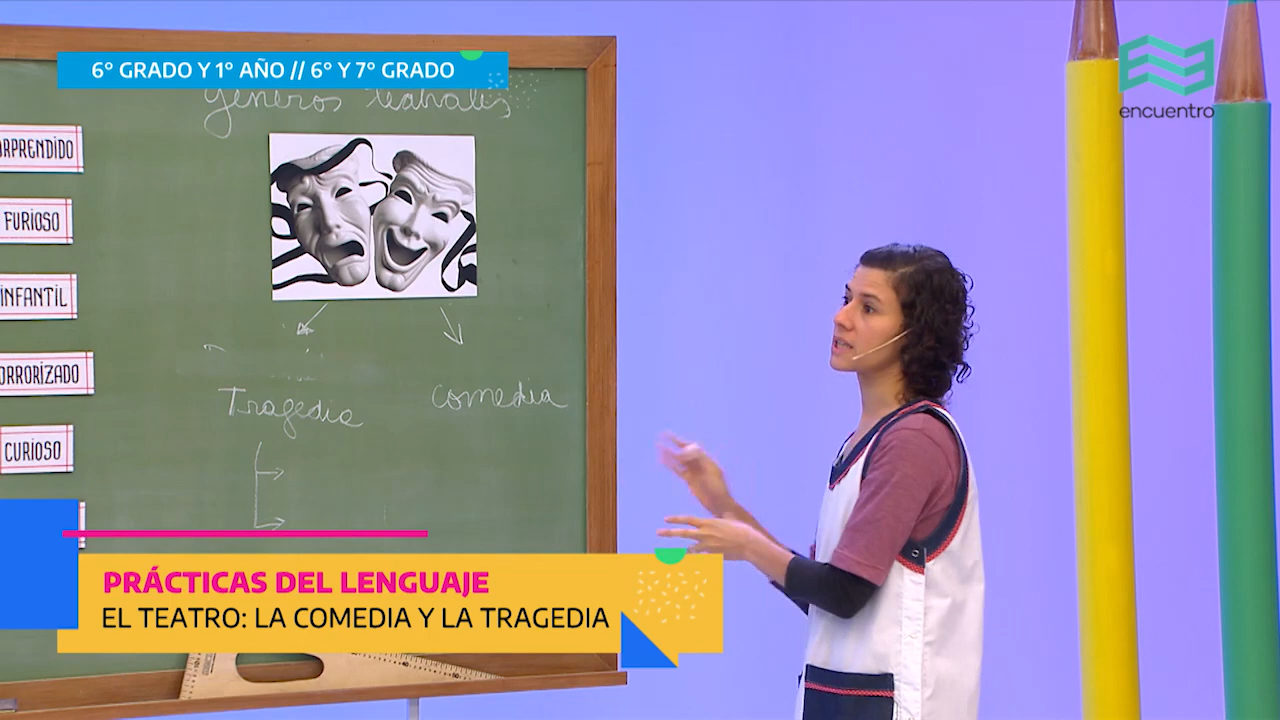 6° GRADO Y 1° AÑO // 6° Y 7° GRADO
encuentro
Géneros teatrales
ORPRENDIDO
FURIOSO
INFANTIL
ORRORIZADO
CURIOSO
Tragedia
comedia
PRÁCTICAS DEL LENGUAJE
EL TEATRO: LA COMEDIA Y LA TRAGEDIA